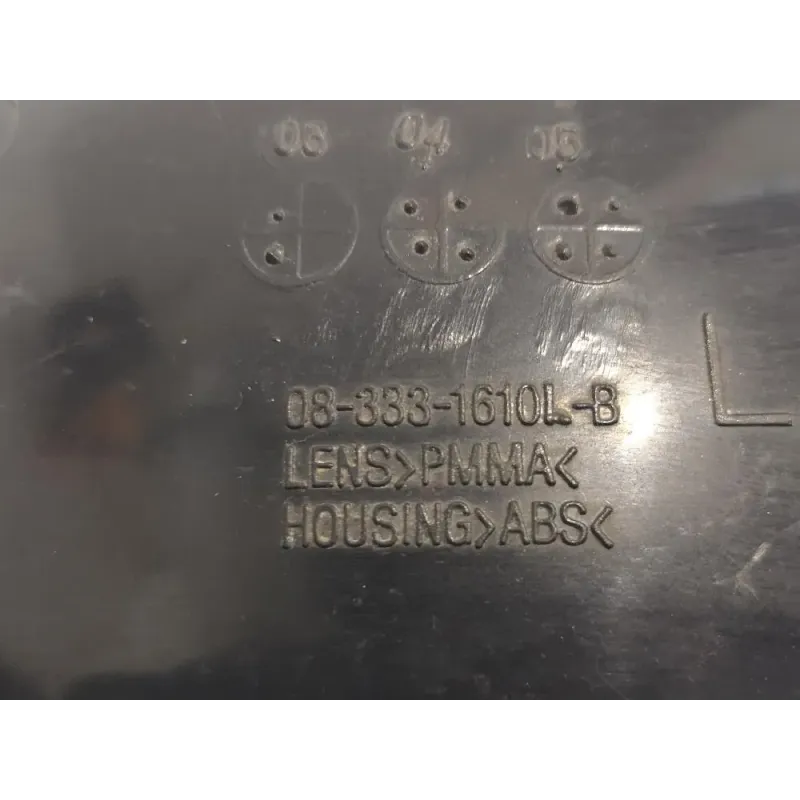 03 04 05
L
08-333-1610L-B
LENS>PMMA<
HOUSING>ABS<